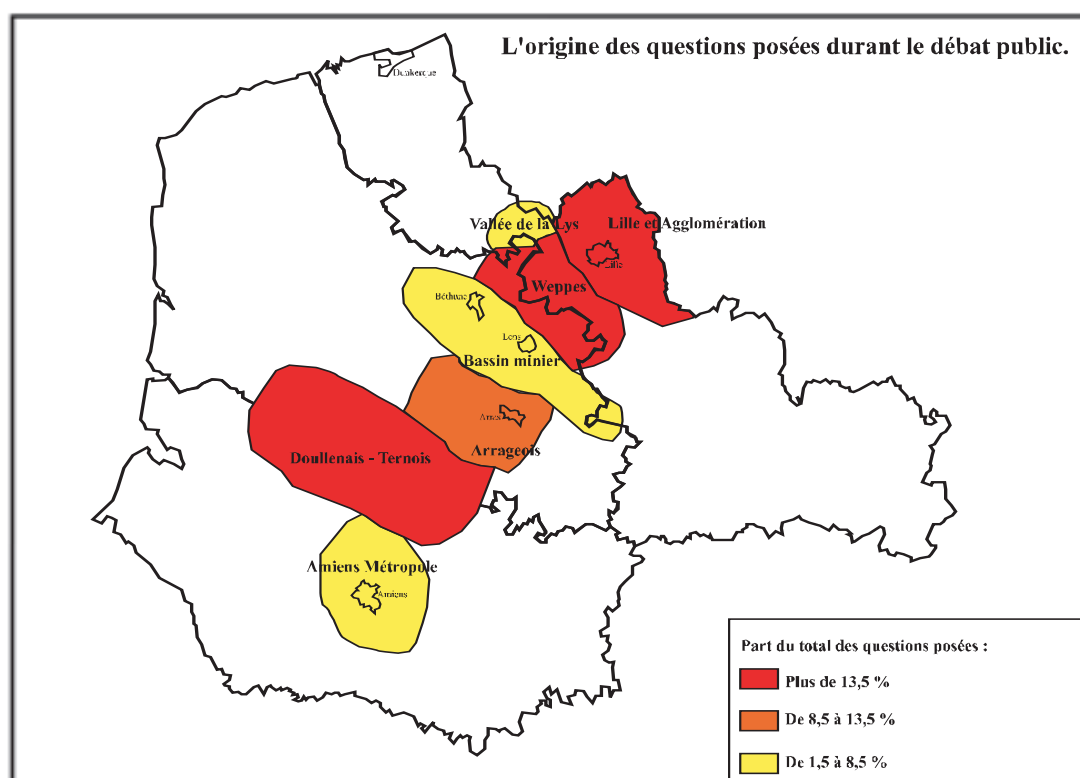 L'origine des questions posées durant le débat public.
Dunkerque
Vallée de la Lys
Lille et Agglomération
Lille
Weppes
Béthune
Lens
Bassin minier
Arras
Arrageois
Doullenais - Ternois
Amiens Métropole
Amiens
Part du total des questions posées :
Plus de 13,5 %
De 8,5 à 13,5 %
De 1,5 à 8,5 %